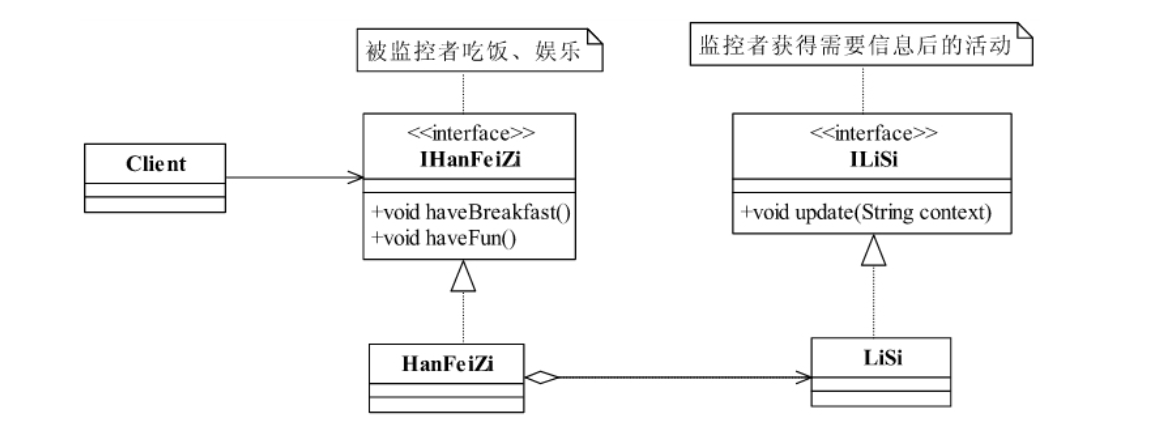 被监控者吃饭、娱乐
监控者获得需要信息后的活动
Client
<<interface>>
IHanFeiZi
+void haveBreakfast()
+void haveFun()
<<interface>>
ILiSi
+void update(String context)
HanFeiZi
LiSi